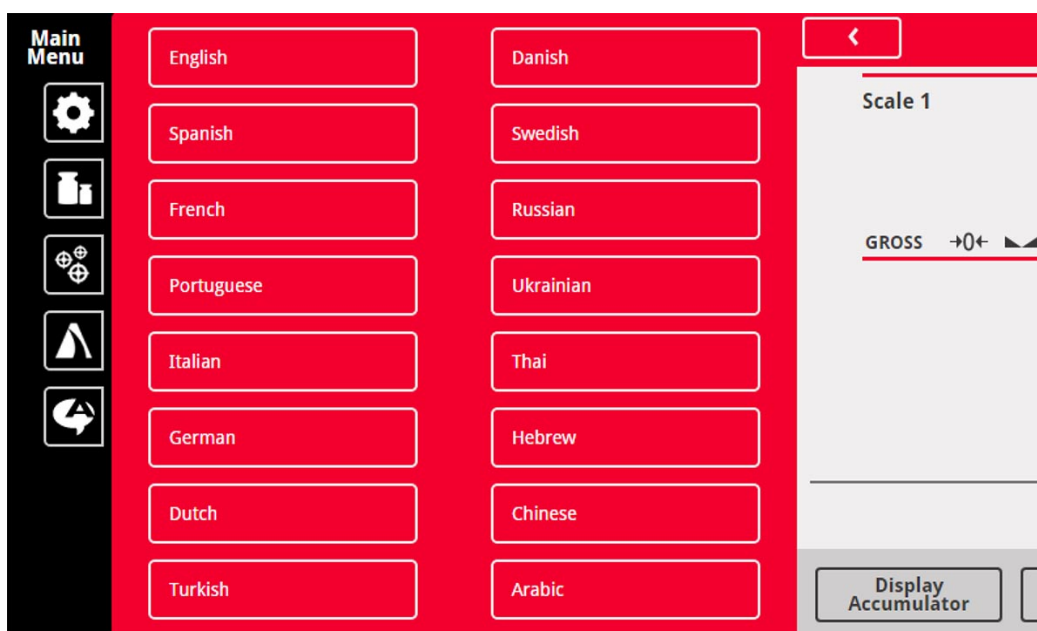 Main
Menu
English
Spanish
French
Portuguese
Italian
German
Dutch
Turkish
Danish
Swedish
Russian
Ukrainian
Thai
Hebrew
Chinese
Arabic
Scale 1
GROSS →0←
Display
Accumulator